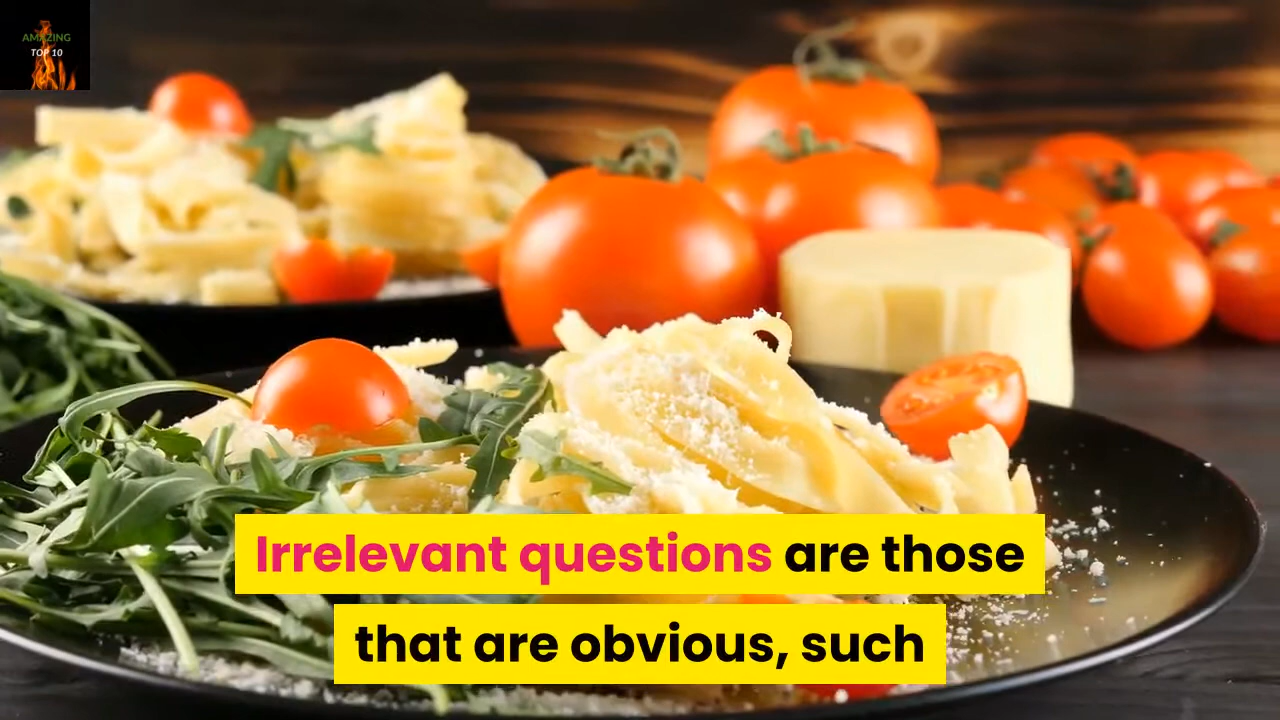 AMAZING
TOP 10
Irrelevant questions are those
that are obvious, such